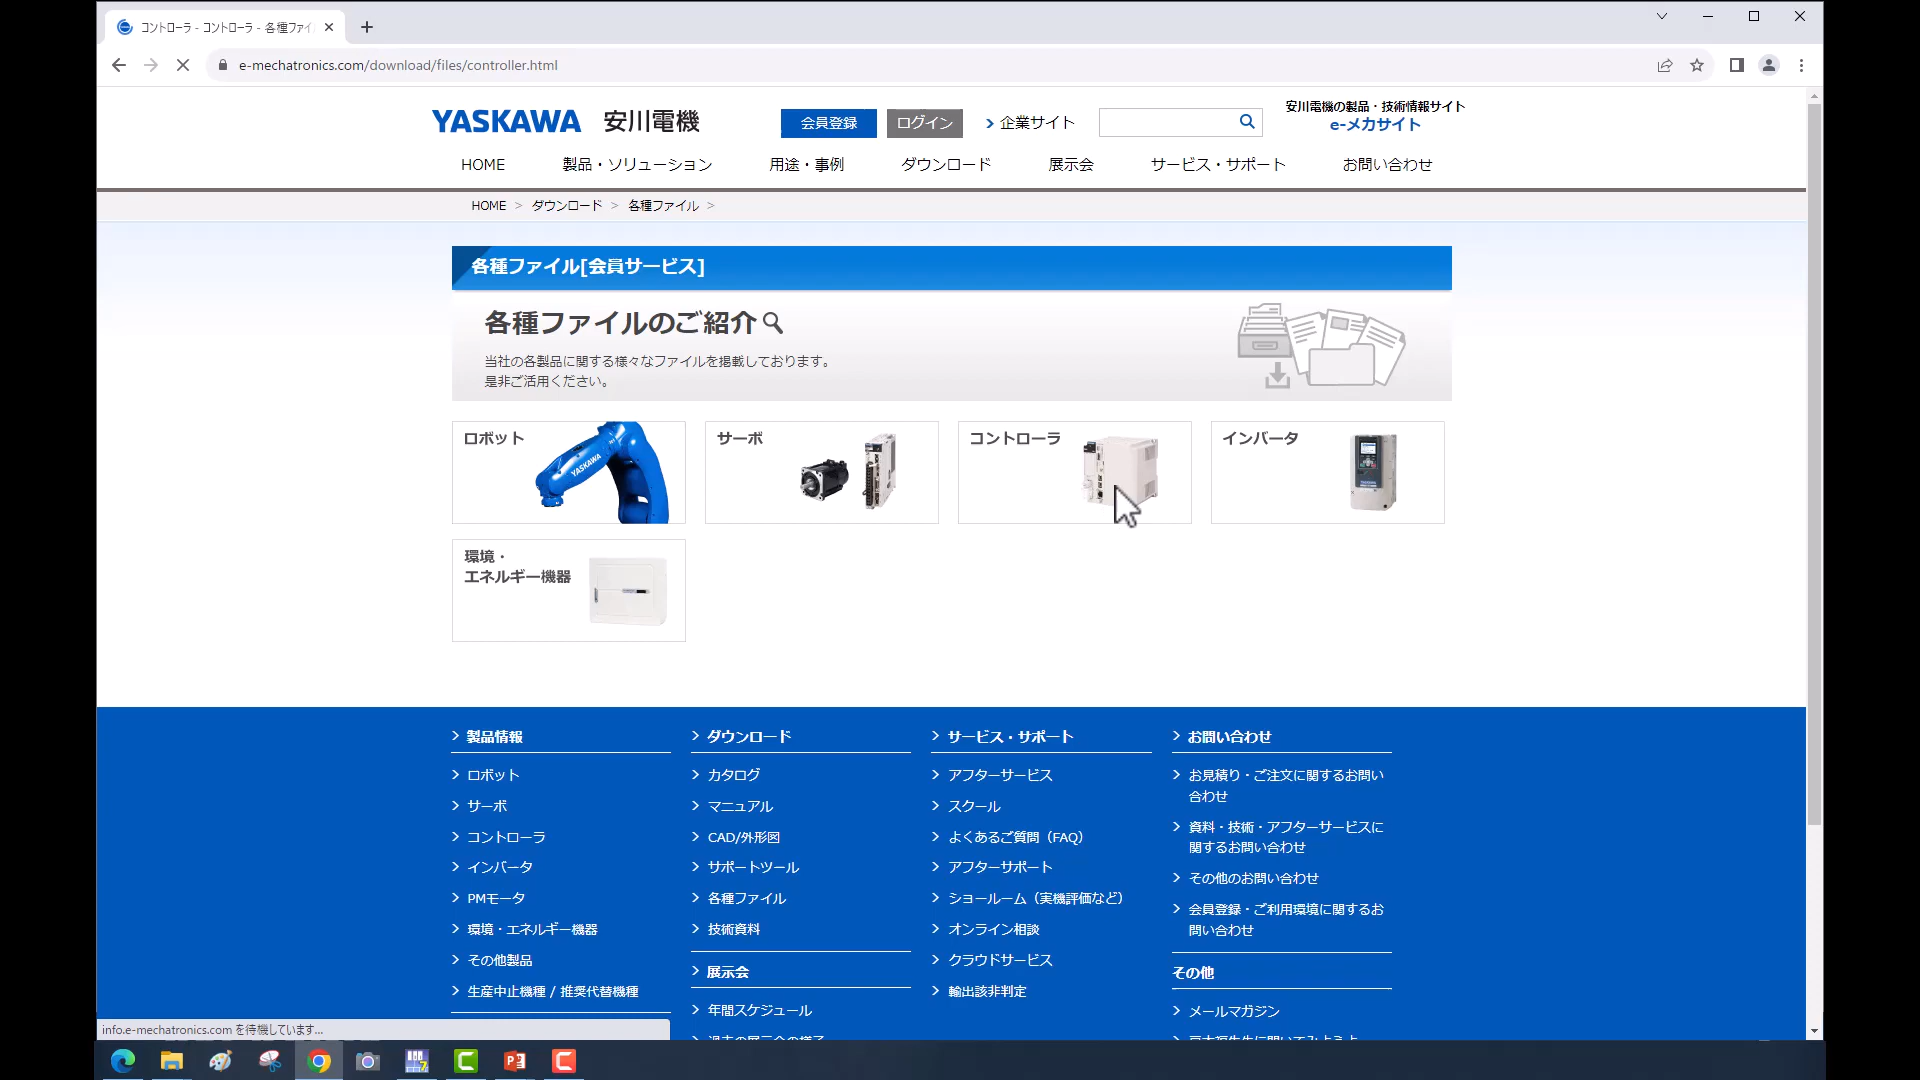 コントローラ - コントローラ - 各種ファイ
e-mechatronics.com/download/files/controller.html
YASKAWA 安川電機
会員登録
ログイン
企業サイト
安川電機の製品・技術情報サイト
e-メカサイト
HOME
製品・ソリューション
用途・事例
ダウンロード
展示会
サービス・サポート
お問い合わせ
HOME > ダウンロード > 各種ファイル >
各種ファイル[会員サービス]
各種ファイルのご紹介
当社の各製品に関する様々なファイルを掲載しております。
是非ご活用ください。
ロボット
YASKAWA
サーボ
コントローラ
インバータ
環境・
エネルギー機器
製品情報
ロボット
サーボ
コントローラ
インバータ
PMモータ
環境・エネルギー機器
その他製品
生産中止機種 / 推奨代替機種
ダウンロード
カタログ
マニュアル
CAD/外形図
サポートツール
各種ファイル
技術資料
展示会
年間スケジュール
サービス・サポート
アフターサービス
スクール
よくあるご質問（FAQ）
アフターサポート
ショールーム（実機評価など）
オンライン相談
クラウドサービス
輸出該非判定
お問い合わせ
お見積り・ご注文に関するお問い
合わせ
資料・技術・アフターサービスに
関するお問い合わせ
その他のお問い合わせ
会員登録・ご利用環境に関するお
問い合わせ
その他
メールマガジン
info.e-mechatronics.com を待機しています...